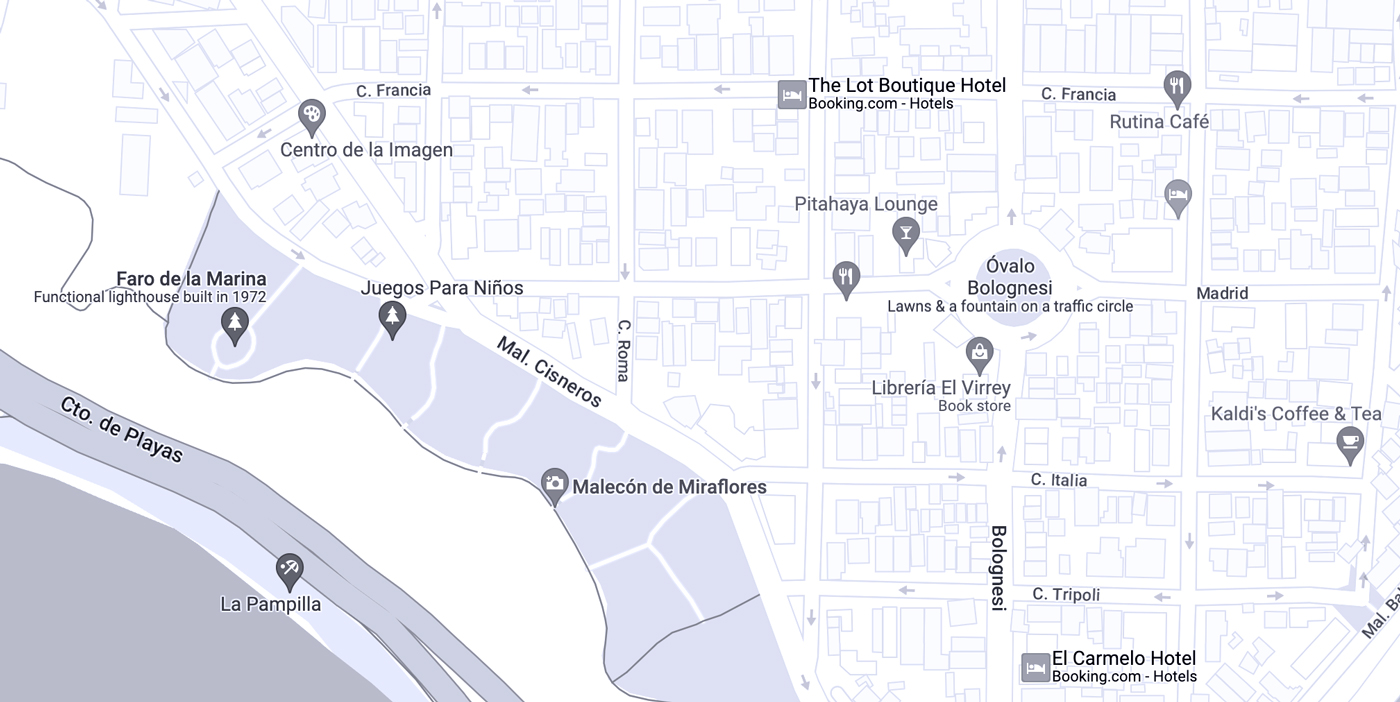 The Lot Boutique Hotel
Booking.com - Hotels
C. Francia
C. Francia
Rutina Café
Centro de la Imagen
Pitahaya Lounge
Faro de la Marina
Functional lighthouse built in 1972
Juegos Para Niños
Óvalo
Bolognesi
Lawns & a fountain on a traffic circle
Madrid
C. Roma
Mal. Cisneros
Librería El Virrey
Book store
Kaldi's Coffee & Tea
Cto. de Playas
Malecón de Miraflores
C. Italia
Bolognesi
La Pampilla
C. Tripoli
Mal. Ba
El Carmelo Hotel
Booking.com - Hotels